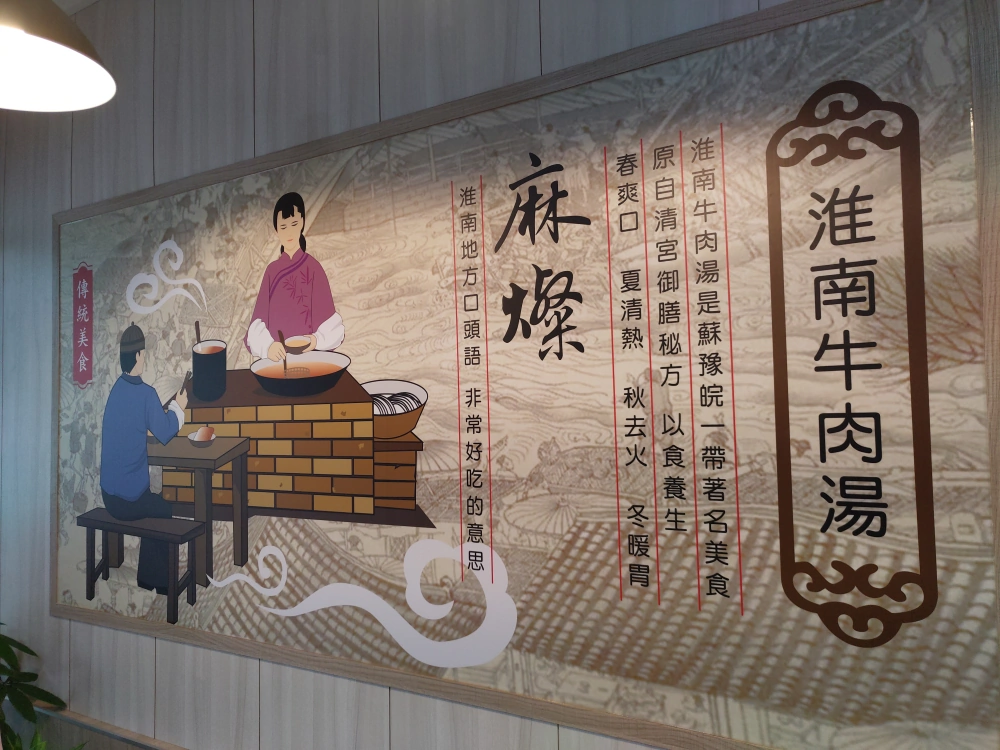 淮南牛肉湯
淮南牛肉湯是蘇豫皖一帶著名美食
原自清宮御膳秘方 以食養生
春爽口 夏清熱 秋去火 冬暖胃
麻燦
淮南地方口頭語 非常好吃的意思
傳統美食